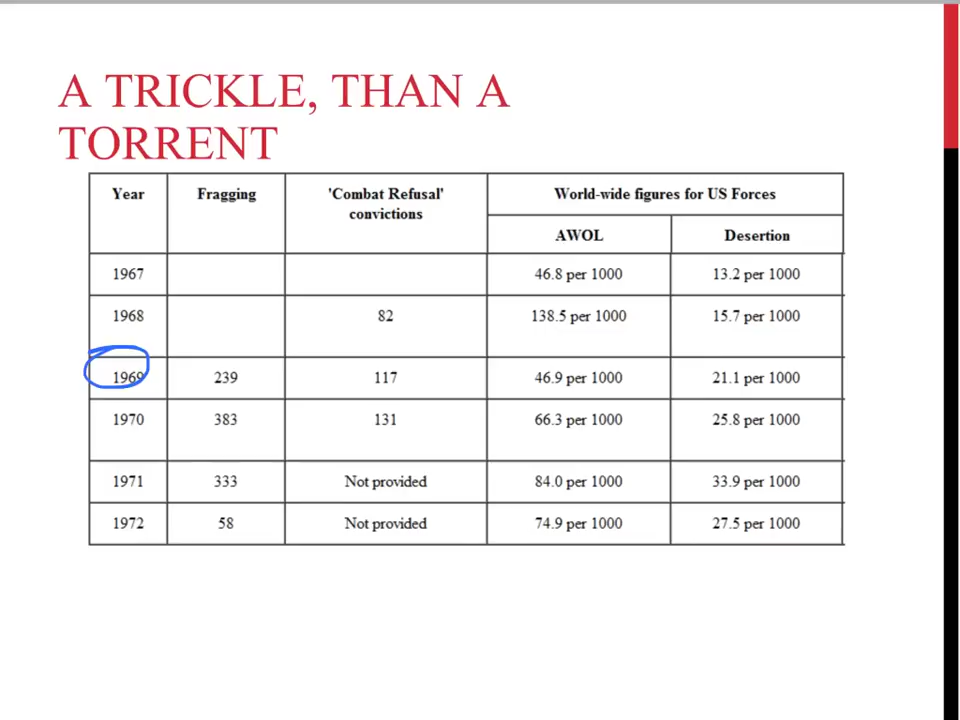 A TRICKLE, THAN A
TORRENT
Year Fragging 'Combat Refusal' World-wide figures for US Forces
convictions
AWOL Desertion
1967 46.8 per 1000 13.2 per 1000
1968 82 138.5 per 1000 15.7 per 1000
1969 239 117 46.9 per 1000 21.1 per 1000
1970 383 131 66.3 per 1000 25.8 per 1000
1971 333 Not provided 84.0 per 1000 33.9 per 1000
1972 58 Not provided 74.9 per 1000 27.5 per 1000